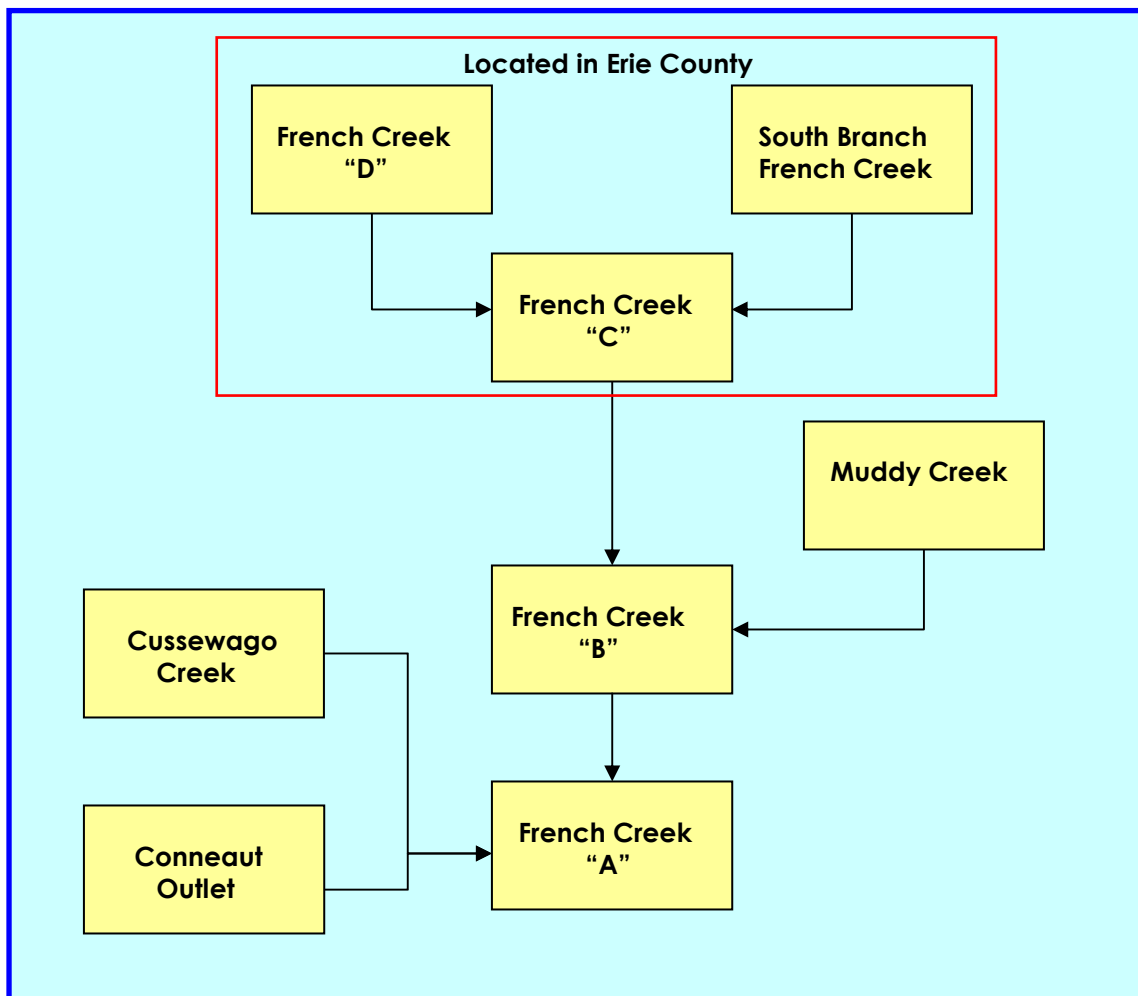 Located in Erie County
French Creek
“D”
South Branch
French Creek
French Creek
“C”
Muddy Creek
French Creek
“B”
Cussewago
Creek
French Creek
“A”
Conneaut
Outlet